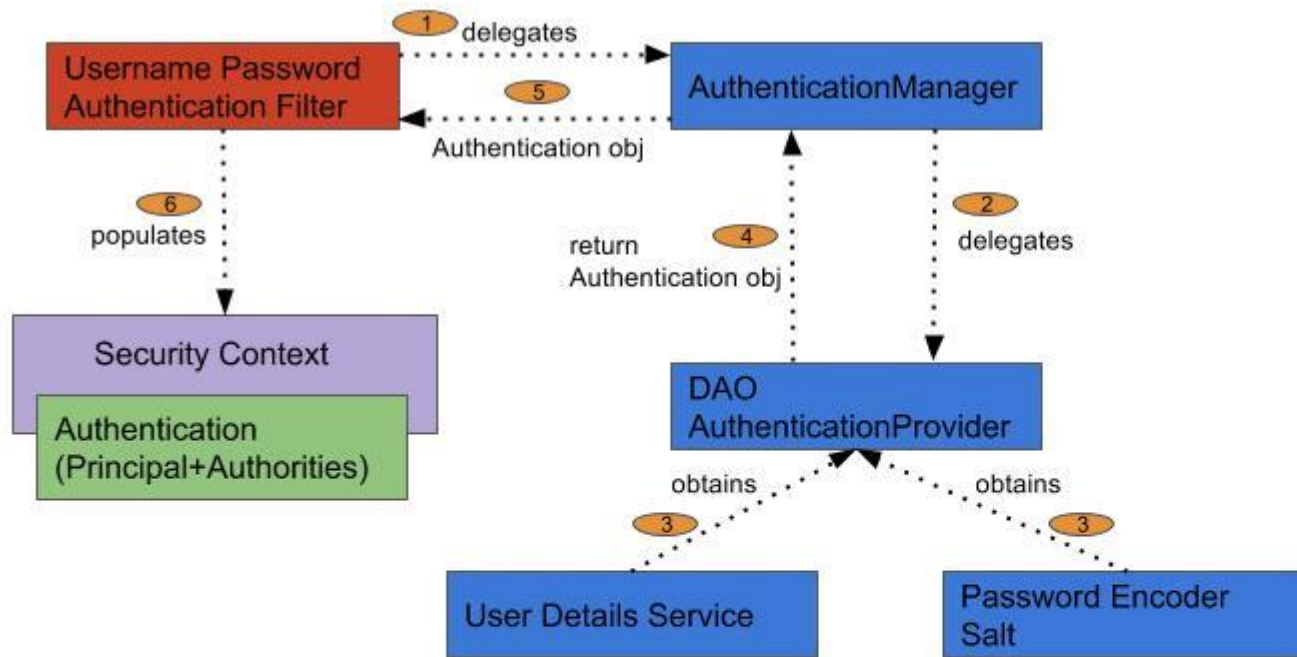 1
delegates
Username Password
Authentication Filter
AuthenticationManager
5
Authentication obj
6
populates
2
delegates
4
return
Authentication obj
Security Context
Authentication
(Principal+Authorities)
DAO
AuthenticationProvider
obtains
3
obtains
3
User Details Service
Password Encoder
Salt